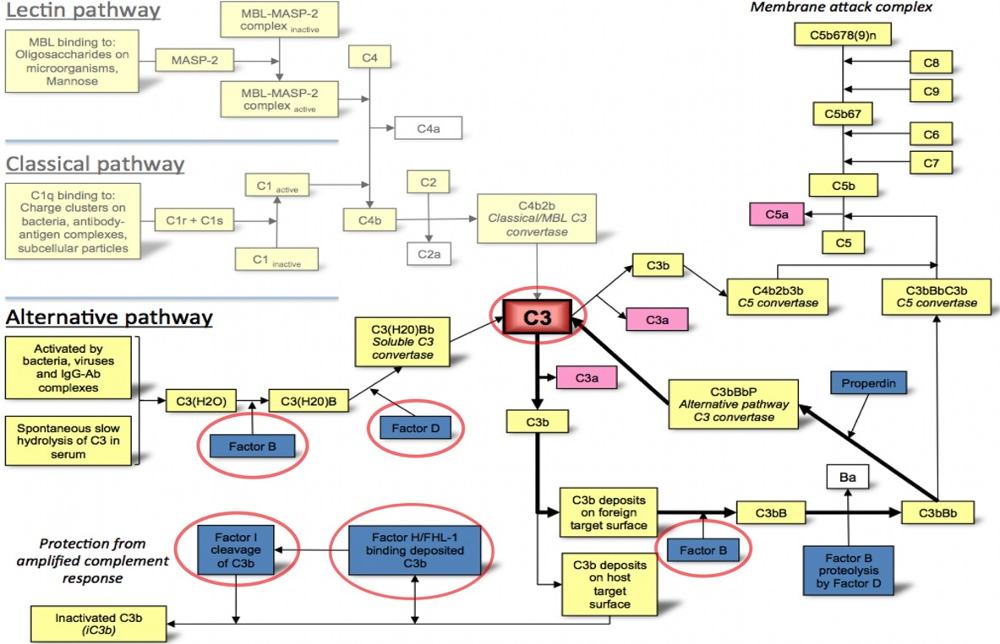 Lectin pathway
MBL binding to:
Oligosaccharides on
microorganisms,
Mannose
MASP-2
MBL-MASP-2
complex inactive
MBL-MASP-2
complex active
C4
C4a
Classical pathway
C1q binding to:
Charge clusters on
bacteria, antibody-
antigen complexes,
subcellular particles
C1r + C1s
C1 active
C1 inactive
C4b
C2
C2a
C4b2b
Classical/MBL C3
convertase
Membrane attack complex
C5b678(9)n
C8
C9
C5b67
C6
C7
C5b
C5a
C5
C3b
C3a
C4b2b3b
C5 convertase
C3bBbC3b
C5 convertase
Alternative pathway
Activated by
bacteria, viruses
and IgG-Ab
complexes
Spontaneous slow
hydrolysis of C3 in
serum
C3(H2O)
Factor B
C3(H20)B
Factor D
C3(H20)Bb
Soluble C3
convertase
C3
C3a
C3b
C3bBbP
Alternative pathway
C3 convertase
Properdin
C3b deposits
on foreign
target surface
Factor B
C3bB
Ba
Factor B
proteolysis
by Factor D
C3bBb
C3b deposits
on host
target
surface
Protection from
amplified complement
response
Factor I
cleavage
of C3b
Factor H/FHL-1
binding deposited
C3b
Inactivated C3b
(iC3b)